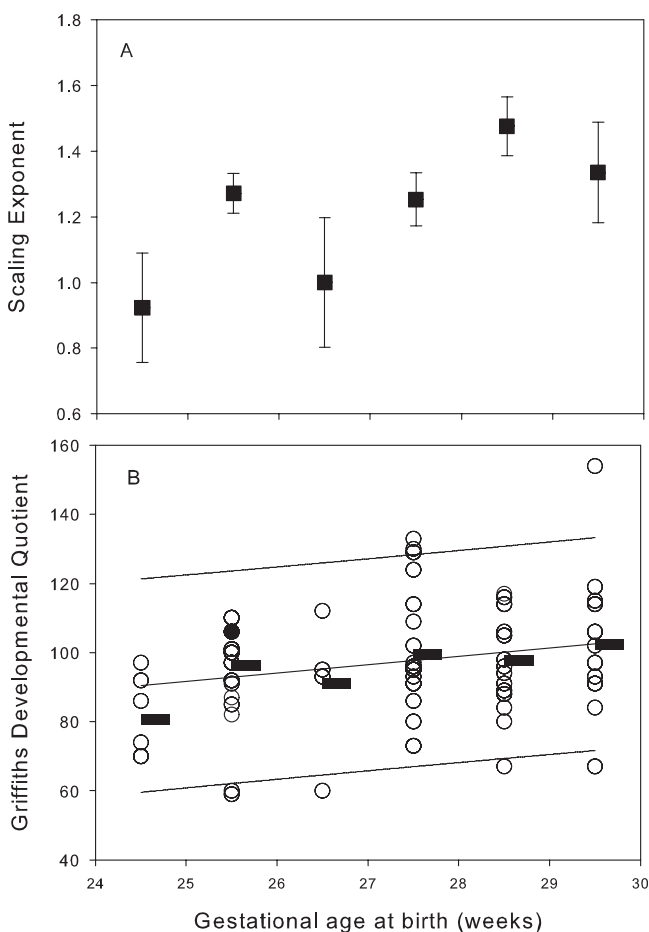 A
Scaling Exponent
1.8
1.6
1.4
1.2
1.0
0.8
0.6
B
Griffiths Developmental Quotient
160
140
120
100
80
60
40
24 25 26 27 28 29 30
Gestational age at birth (weeks)